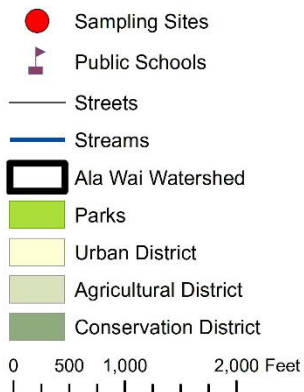 Sampling Sites
Public Schools
Streets
Streams
Ala Wai Watershed
Parks
Urban District
Agricultural District
Conservation District
0 500 1,000 2,000 Feet